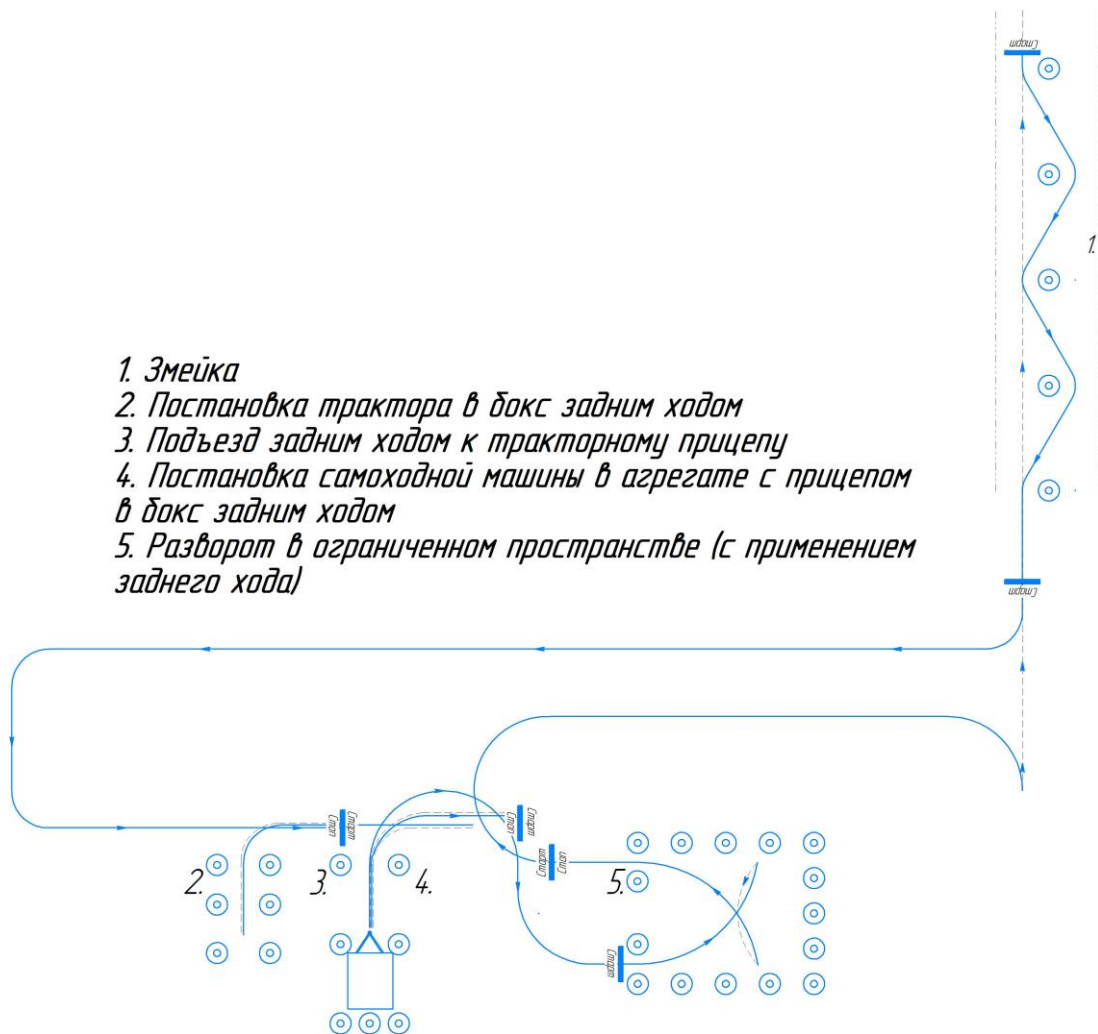 Старт
1.
1. Змейка
2. Постановка трактора в бокс задним ходом
3. Подъезд задним ходом к тракторному прицепу
4. Постановка самоходной машины в агрегате с прицепом
в бокс задним ходом
5. Разворот в ограниченном пространстве (с применением
заднего хода)
Старт
Стоп
Старт
Стоп
Старт
Старт
Стоп
2.
3.
4.
5.
Старт